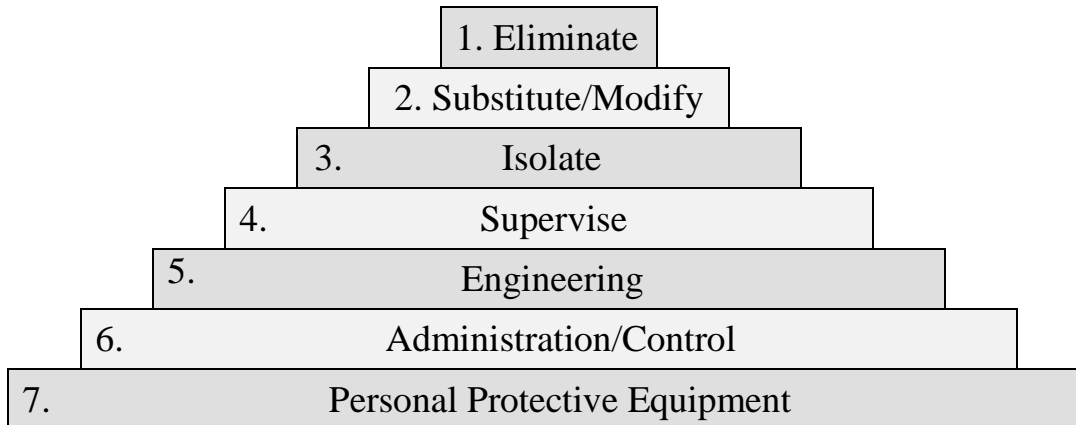 1. Eliminate
2. Substitute/Modify
3. Isolate
4. Supervise
5. Engineering
6. Administration/Control
7. Personal Protective Equipment